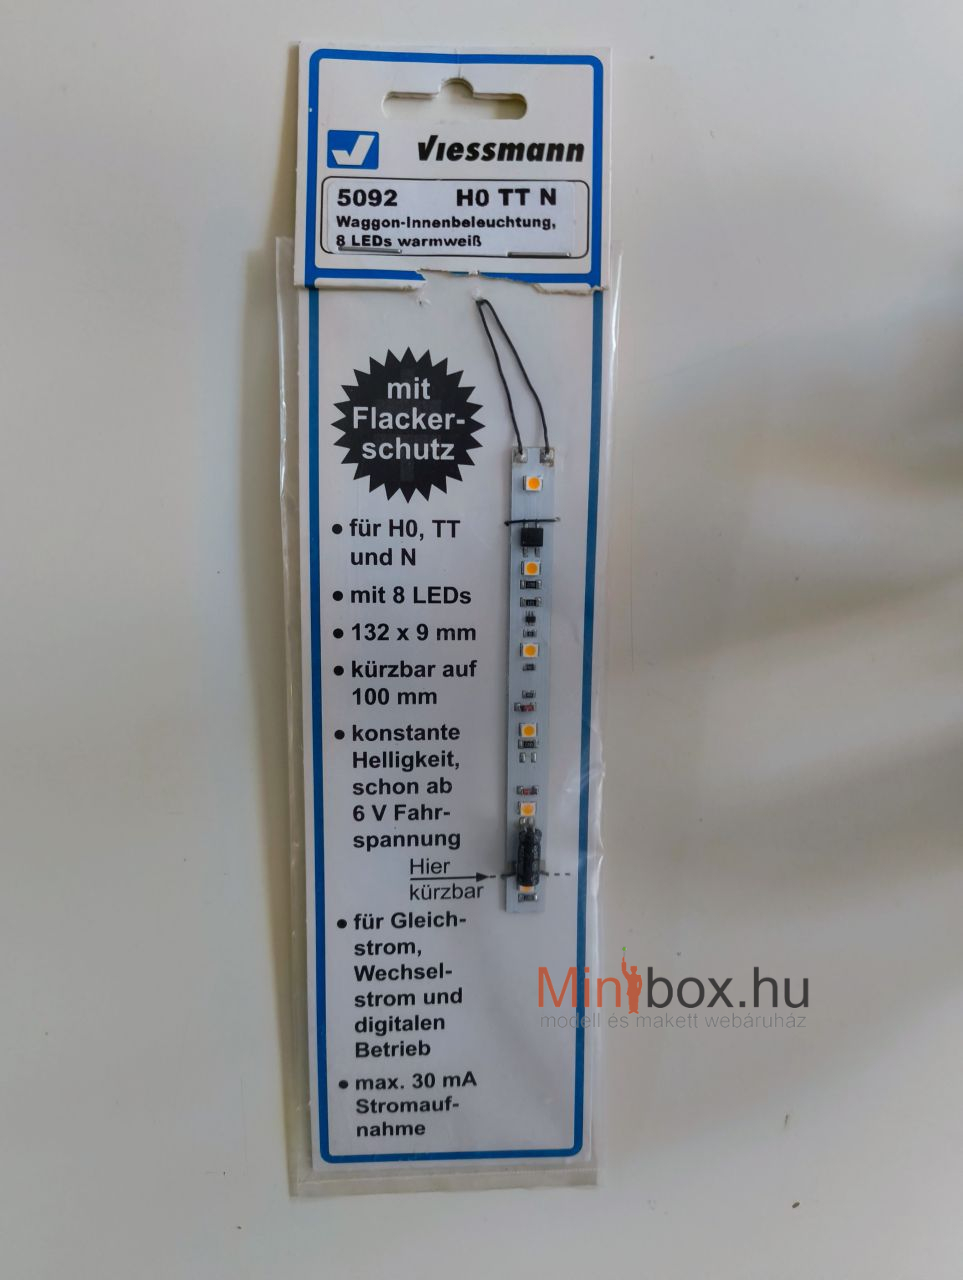 Viessmann
5092 H0 TT N
Waggon-Innenbeleuchtung,
8 LEDs warmweiß
mit
Flacker-
schutz
• für H0, TT
und N
• mit 8 LEDs
• 132 x 9 mm
• kürzbar auf
100 mm
• konstante
Helligkeit,
schon ab
6 V Fahr-
spannung
Hier
kürzbar
• für Gleich-
strom,
Wechsel-
strom und
digitalen
Betrieb
• max. 30 mA
Stromauf-
nahme
Minibox.hu
modell és makett webáruház